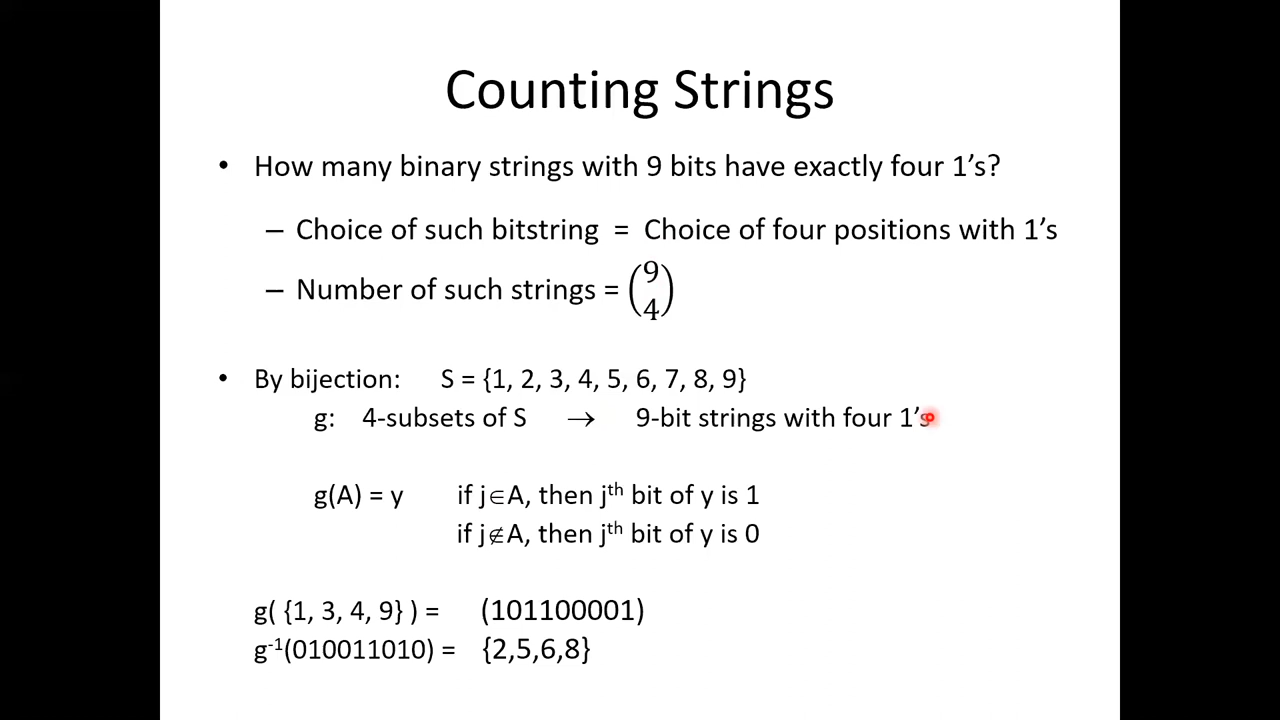 Counting Strings
• How many binary strings with 9 bits have exactly four 1’s?
– Choice of such bitstring = Choice of four positions with 1’s
– Number of such strings = (9
4)
• By bijection: S = {1, 2, 3, 4, 5, 6, 7, 8, 9}
g: 4-subsets of S → 9-bit strings with four 1’s
g(A) = y if j∈A, then jᵗʰ bit of y is 1
if j∉A, then jᵗʰ bit of y is 0
g( {1, 3, 4, 9} ) = (101100001)
g⁻¹(010011010) = {2,5,6,8}